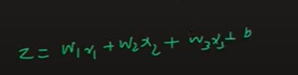 z = w₁x₁ + w₂x₂ + w₃x₃ + b